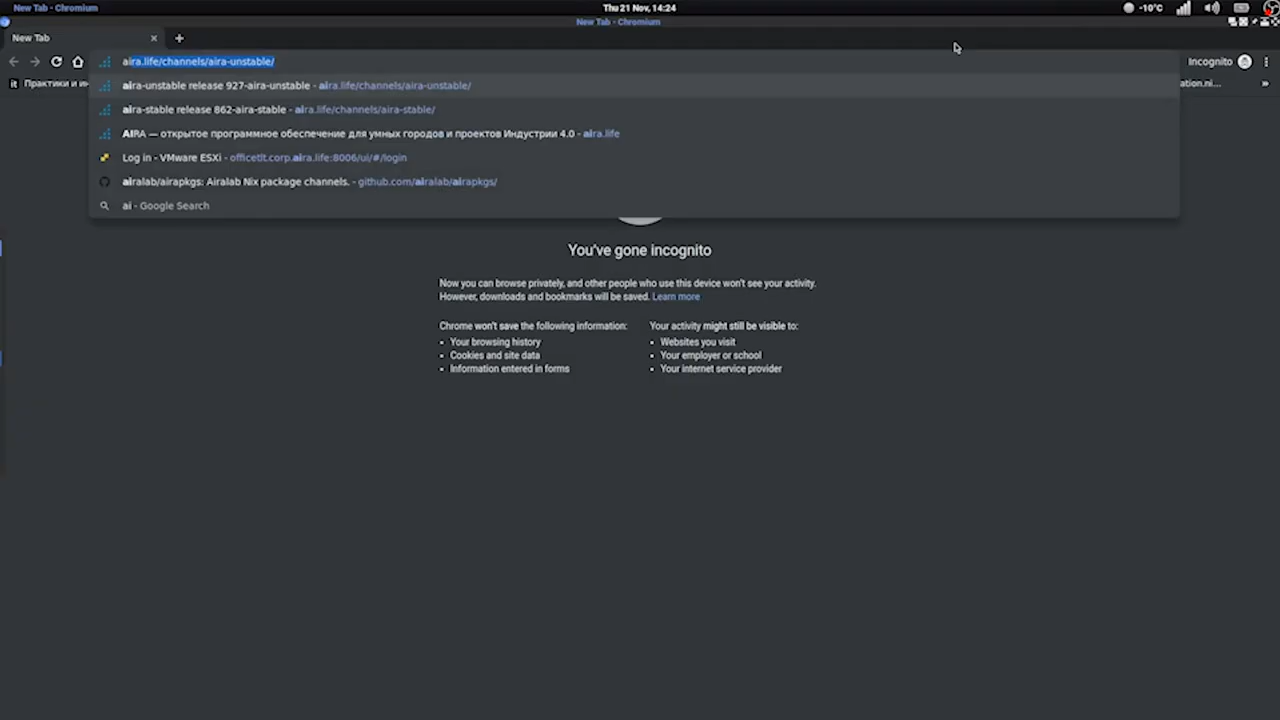 New Tab - Chromium
Thu 21 Nov, 14:24
-10°C
New Tab - Chromium
New Tab
aira.life/channels/aira-unstable/
Incognito
Практики и
aira-unstable release 927-aira-unstable - aira.life/channels/aira-unstable/
aira-stable release 862-aira-stable - aira.life/channels/aira-stable/
AIRA — открытое программное обеспечение для умных городов и проектов Индустрии 4.0 - aira.life
Log in - VMware ESXi - officetlt.corp.aira.life:8006/ui/#/login
airalab/airapkgs: Airalab Nix package channels. - github.com/airalab/airapkgs/
ai - Google Search
You've gone incognito
Now you can browse privately, and other people who use this device won't see your activity.
However, downloads and bookmarks will be saved. Learn more
Chrome won't save the following information:
Your browsing history
Cookies and site data
Information entered in forms
Your activity might still be visible to:
Websites you visit
Your employer or school
Your internet service provider